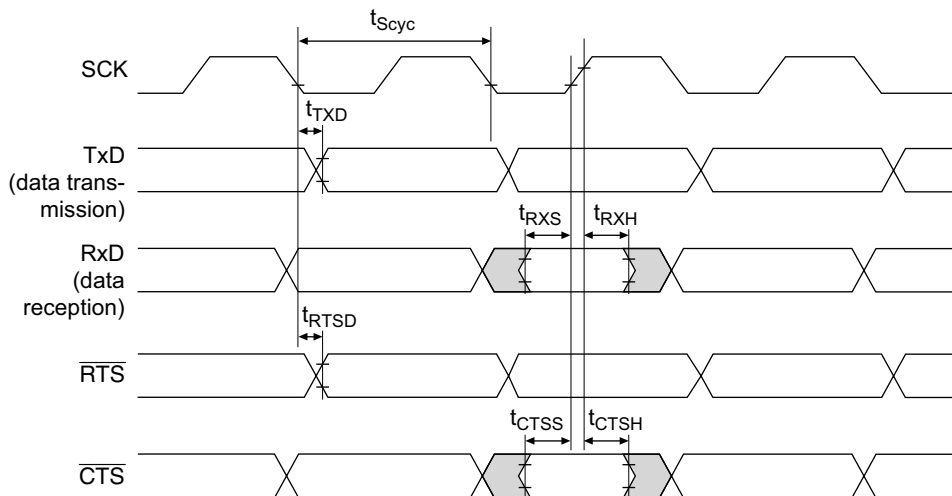 tScyc
SCK
tTXD
TxD
(data trans-
mission)
tRXS
tRXH
RxD
(data
reception)
tRTSD
RTS
tCTSS
tCTSH
CTS